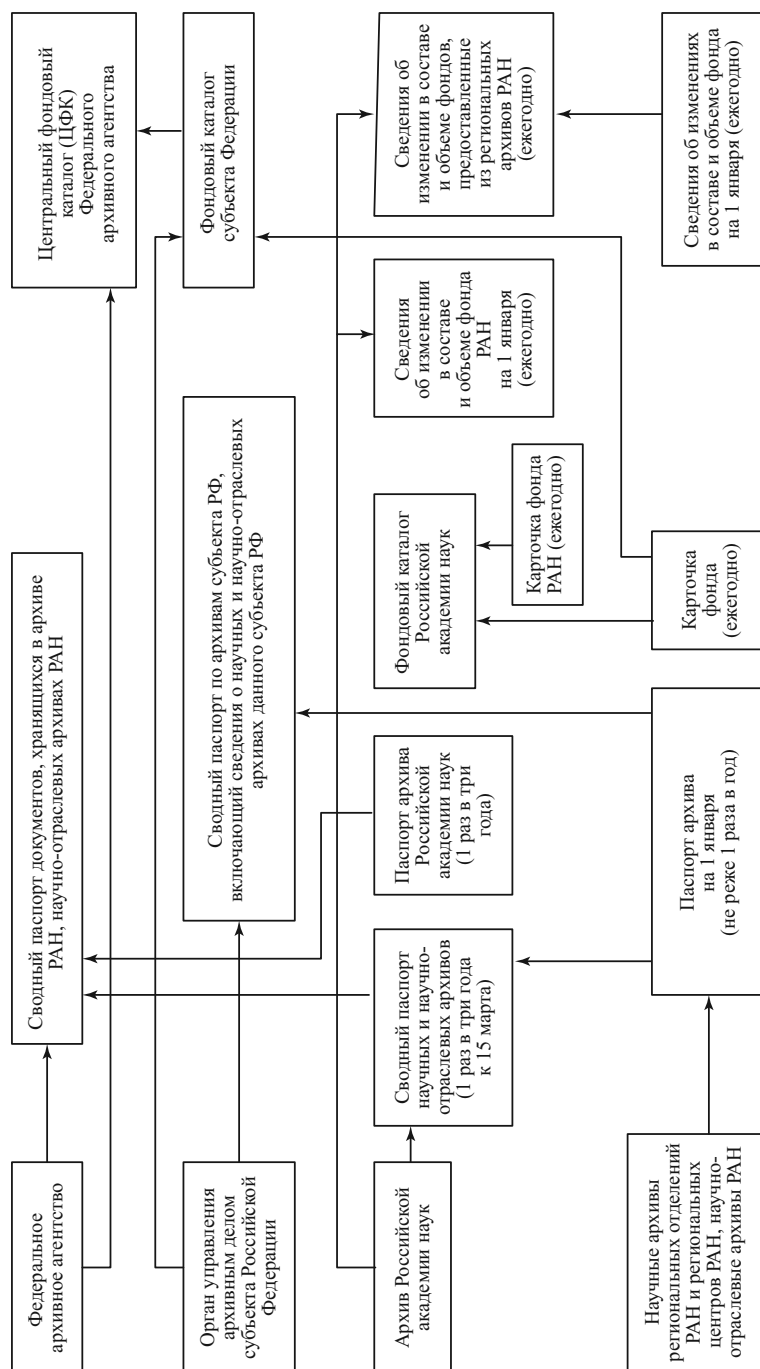 Федеральное
архивное агентство
Сводный паспорт документов, хранящихся в архиве
РАН, научно-отраслевых архивах РАН
Центральный фондовый
каталог (ЦФК)
Федерального
архивного агентства
Орган управления
архивным делом
субъекта Российской
Федерации
Сводный паспорт по архивам субъекта РФ,
включающий сведения о научных и научно-отраслевых
архивах данного субъекта РФ
Фондовый каталог
субъекта Федерации
Архив Российской
академии наук
Сводный паспорт
научных и научно-
отраслевых архивов
(1 раз в три года
к 15 марта)
Паспорт архива
Российской
академии наук
(1 раз в три
года)
Фондовый каталог
Российской
академии наук
Карточка фонда
РАН (ежегодно)
Сведения
об изменении
в составе
и объеме фонда
РАН
на 1 января
(ежегодно)
Сведения об
изменении в составе
и объеме фондов,
предоставленные
из региональных
архивов РАН
(ежегодно)
Научные архивы
региональных отделений
РАН и региональных
центров РАН, научно-
отраслевые архивы РАН
Паспорт архива
на 1 января
(не реже 1 раза в год)
Карточка
фонда
(ежегодно)
Сведения об изменениях
в составе и объеме фонда
на 1 января (ежегодно)